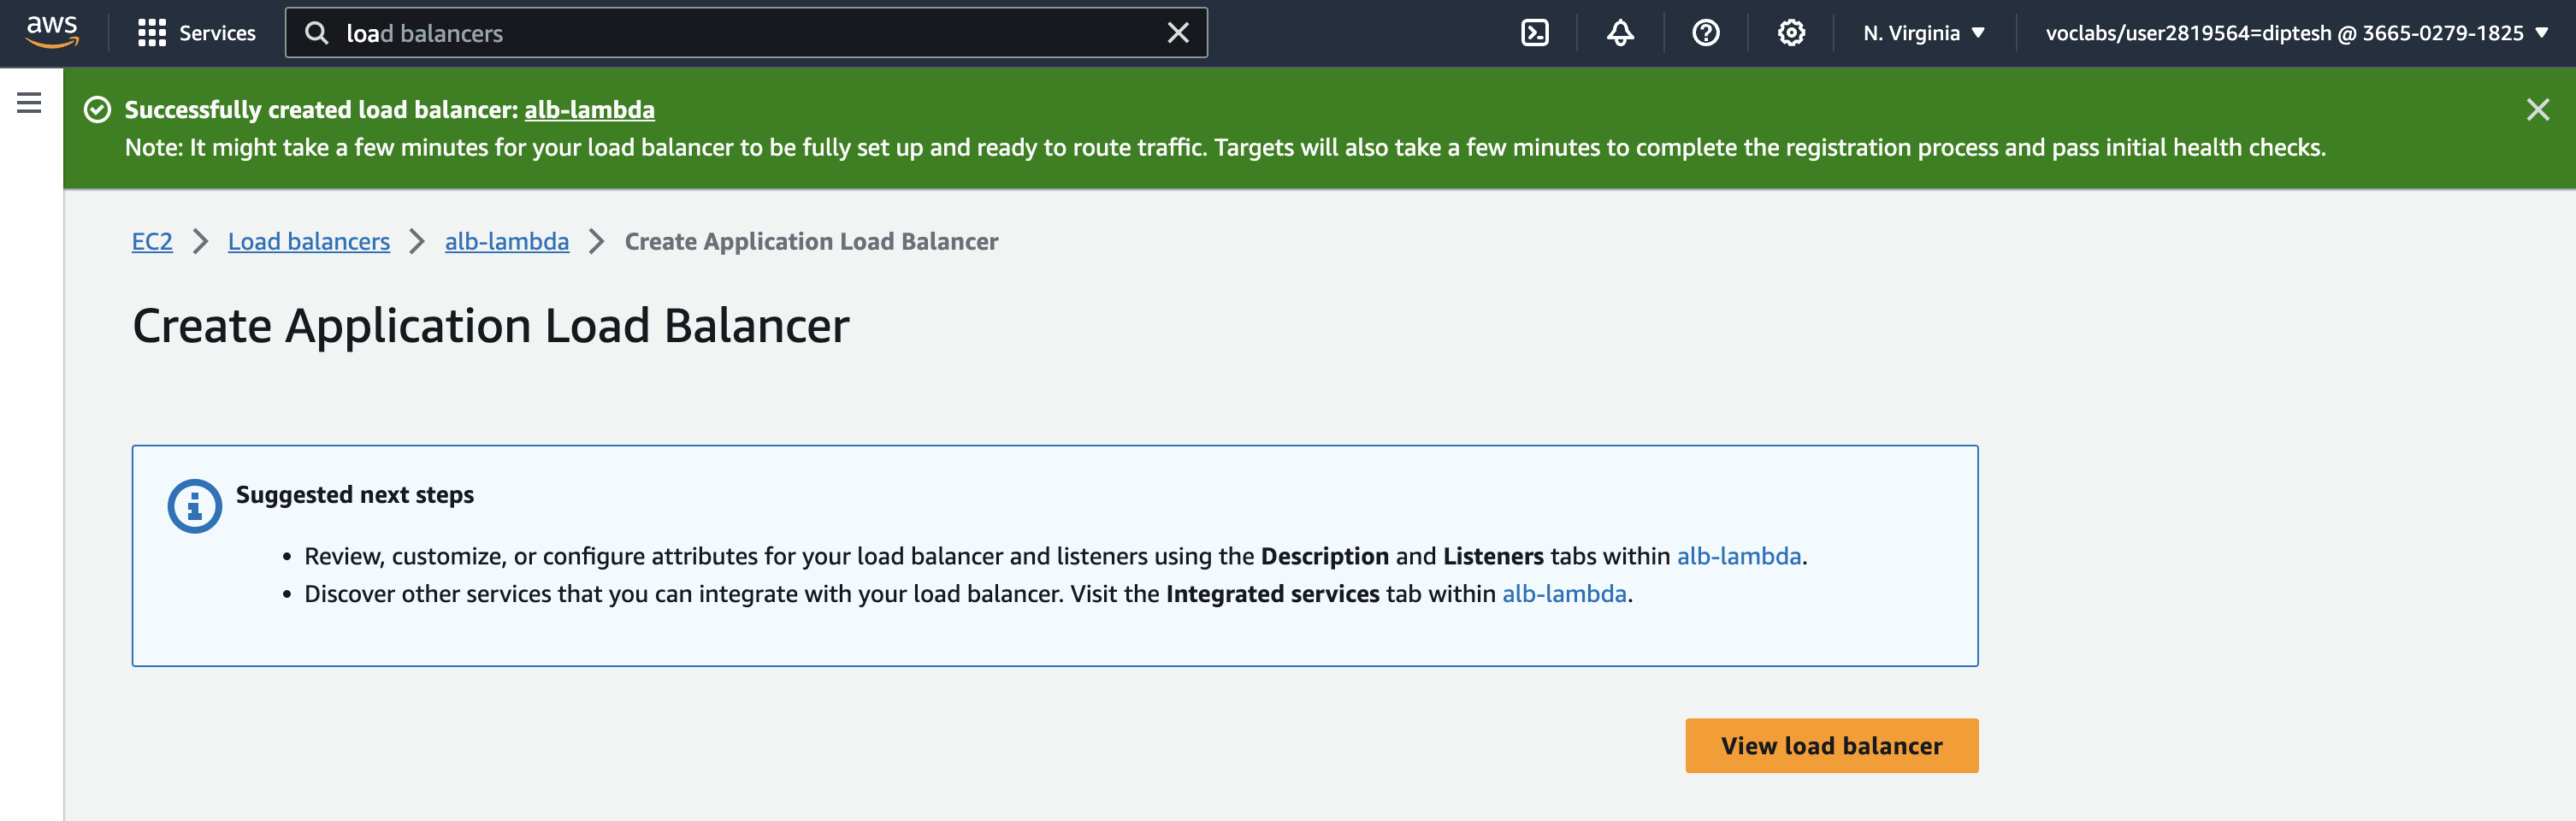 aws
Services
load balancers
N. Virginia
voclabs/user2819564=diptesh @ 3665-0279-1825
Successfully created load balancer: alb-lambda
Note: It might take a few minutes for your load balancer to be fully set up and ready to route traffic. Targets will also take a few minutes to complete the registration process and pass initial health checks.
EC2 > Load balancers > alb-lambda > Create Application Load Balancer
Create Application Load Balancer
Suggested next steps
• Review, customize, or configure attributes for your load balancer and listeners using the Description and Listeners tabs within alb-lambda.
• Discover other services that you can integrate with your load balancer. Visit the Integrated services tab within alb-lambda.
View load balancer